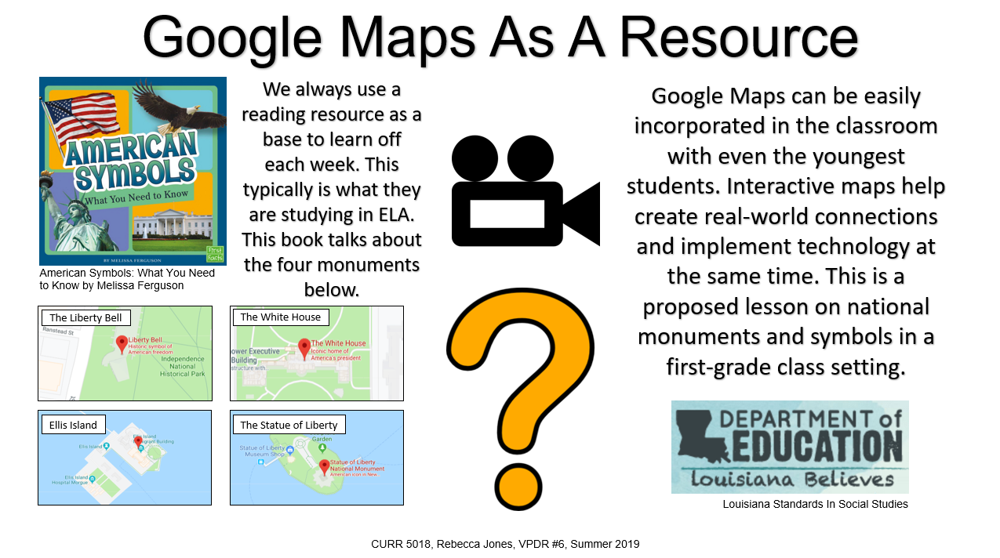 Google Maps As A Resource
AMERICAN
SYMBOLS
What You Need to Know
First
Facts
BY MELISSA FERGUSON
American Symbols: What You Need
to Know by Melissa Ferguson
We always use a
reading resource as a
base to learn off
each week. This
typically is what they
are studying in ELA.
This book talks about
the four monuments
below.
The Liberty Bell
Ranstead St
Liberty Bell
Historic symbol of
American freedom
Independence
National
Historical Park
The White House
ower Executive
Building
structure with.
The White House
Iconic home of
America's president
Ellis Island
Ellis Island
Ellis Island
Hospital Morgue
The Statue of Liberty
Garden
Statue of Liberty
Museum Shop
Statue of Liberty
National Monument
American icon in New
Google Maps can be easily
incorporated in the classroom
with even the youngest
students. Interactive maps help
create real-world connections
and implement technology at
the same time. This is a
proposed lesson on national
monuments and symbols in a
first-grade class setting.
DEPARTMENT of
EDUCATION
Louisiana Believes
Louisiana Standards In Social Studies
CURR 5018, Rebecca Jones, VPDR #6, Summer 2019